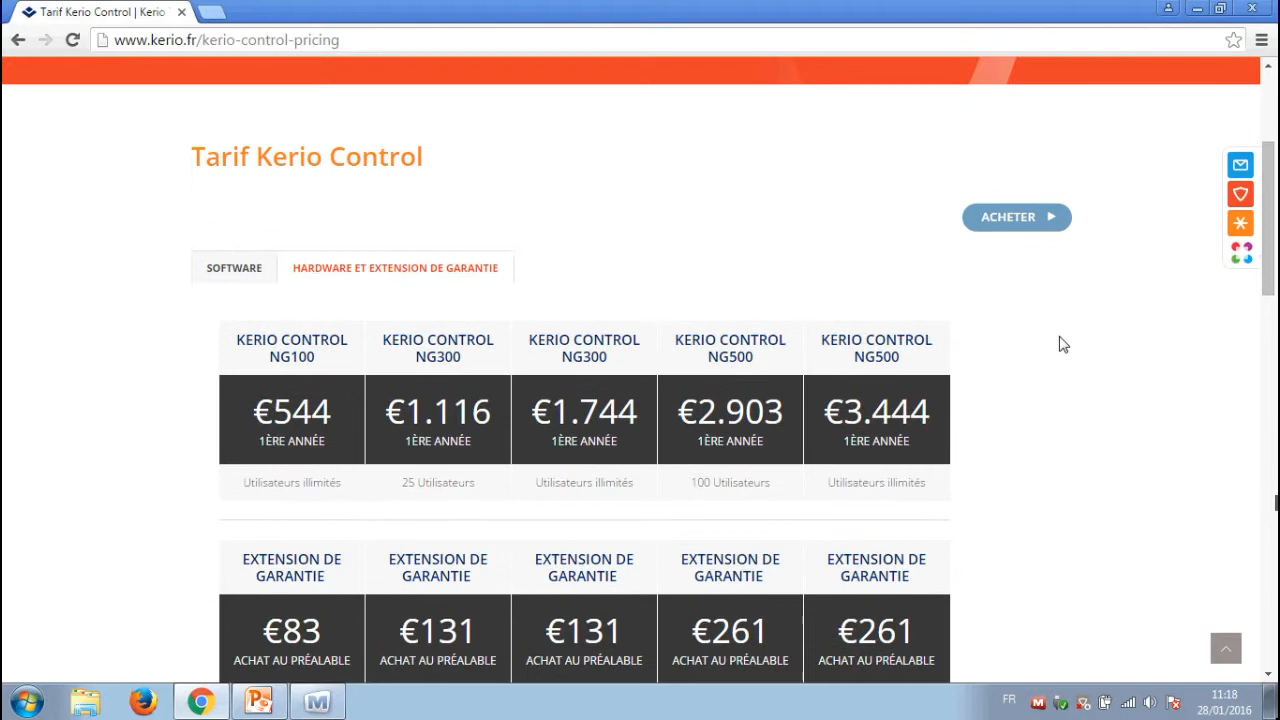 Tarif Kerio Control | Kerio
www.kerio.fr/kerio-control-pricing
Tarif Kerio Control
ACHETER
SOFTWARE
HARDWARE ET EXTENSION DE GARANTIE
KERIO CONTROL NG100
KERIO CONTROL NG300
KERIO CONTROL NG300
KERIO CONTROL NG500
KERIO CONTROL NG500
€544
€1.116
€1.744
€2.903
€3.444
1ÈRE ANNÉE
1ÈRE ANNÉE
1ÈRE ANNÉE
1ÈRE ANNÉE
1ÈRE ANNÉE
Utilisateurs illimités
25 Utilisateurs
Utilisateurs illimités
100 Utilisateurs
Utilisateurs illimités
EXTENSION DE GARANTIE
EXTENSION DE GARANTIE
EXTENSION DE GARANTIE
EXTENSION DE GARANTIE
EXTENSION DE GARANTIE
€83
€131
€131
€261
€261
ACHAT AU PRÉALABLE
ACHAT AU PRÉALABLE
ACHAT AU PRÉALABLE
ACHAT AU PRÉALABLE
ACHAT AU PRÉALABLE
FR
11:18
28/01/2016